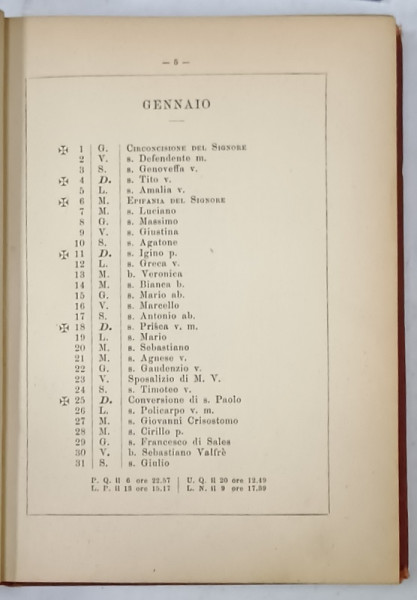 — 5 —
GENNAIO
✠ 1 G. CIRCONCISIONE DEL SIGNORE
2 V. s. Defendente m.
3 S. s. Genoveffa v.
✠ 4 D. s. Tito v.
5 L. s. Amalia v.
✠ 6 M. EPIFANIA DEL SIGNORE
7 M. s. Luciano
8 G. s. Massimo
9 V. s. Giustina
10 S. s. Agatone
✠ 11 D. s. Igino p.
12 L. s. Greca v.
13 M. b. Veronica
14 M. s. Bianca b.
15 G. s. Mario ab.
16 V. s. Marcello
17 S. s. Antonio ab.
✠ 18 D. s. Prisca v. m.
19 L. s. Mario
20 M. s. Sebastiano
21 M. s. Agnese v.
22 G. s. Gaudenzio v.
23 V. Sposalizio di M. V.
24 S. s. Timoteo v.
✠ 25 D. Conversione di s. Paolo
26 L. s. Policarpo v. m.
27 M. s. Giovanni Crisostomo
28 M. s. Cirillo p.
29 G. s. Francesco di Sales
30 V. b. Sebastiano Valfrè
31 S. s. Giulio
P. Q. il 6 ore 22.57 | U. Q. il 20 ore 12.49
L. P. il 13 ore 15.17 | L. N. il 9 ore 17.59